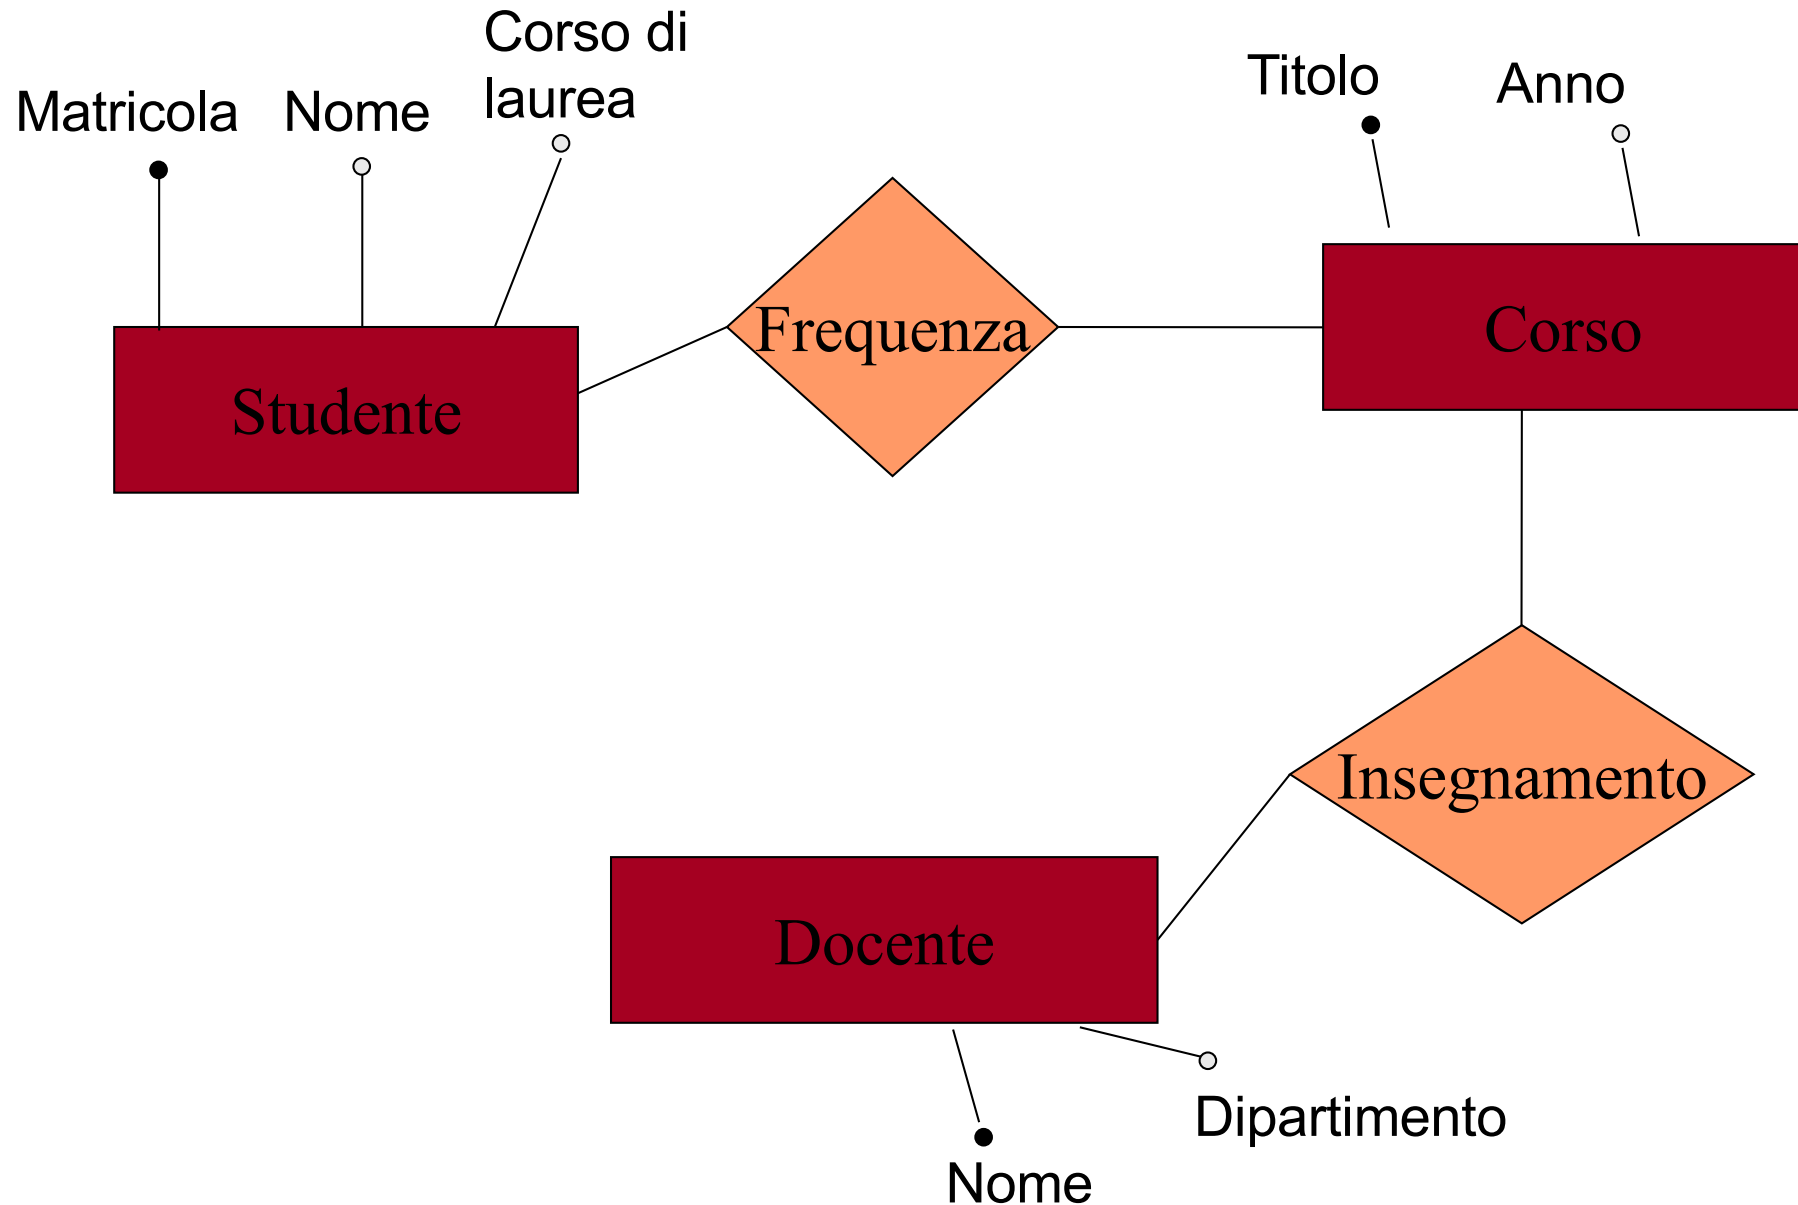 Corso di
laurea
Matricola
Nome
Titolo
Anno
Frequenza
Corso
Studente
Insegnamento
Docente
Dipartimento
Nome